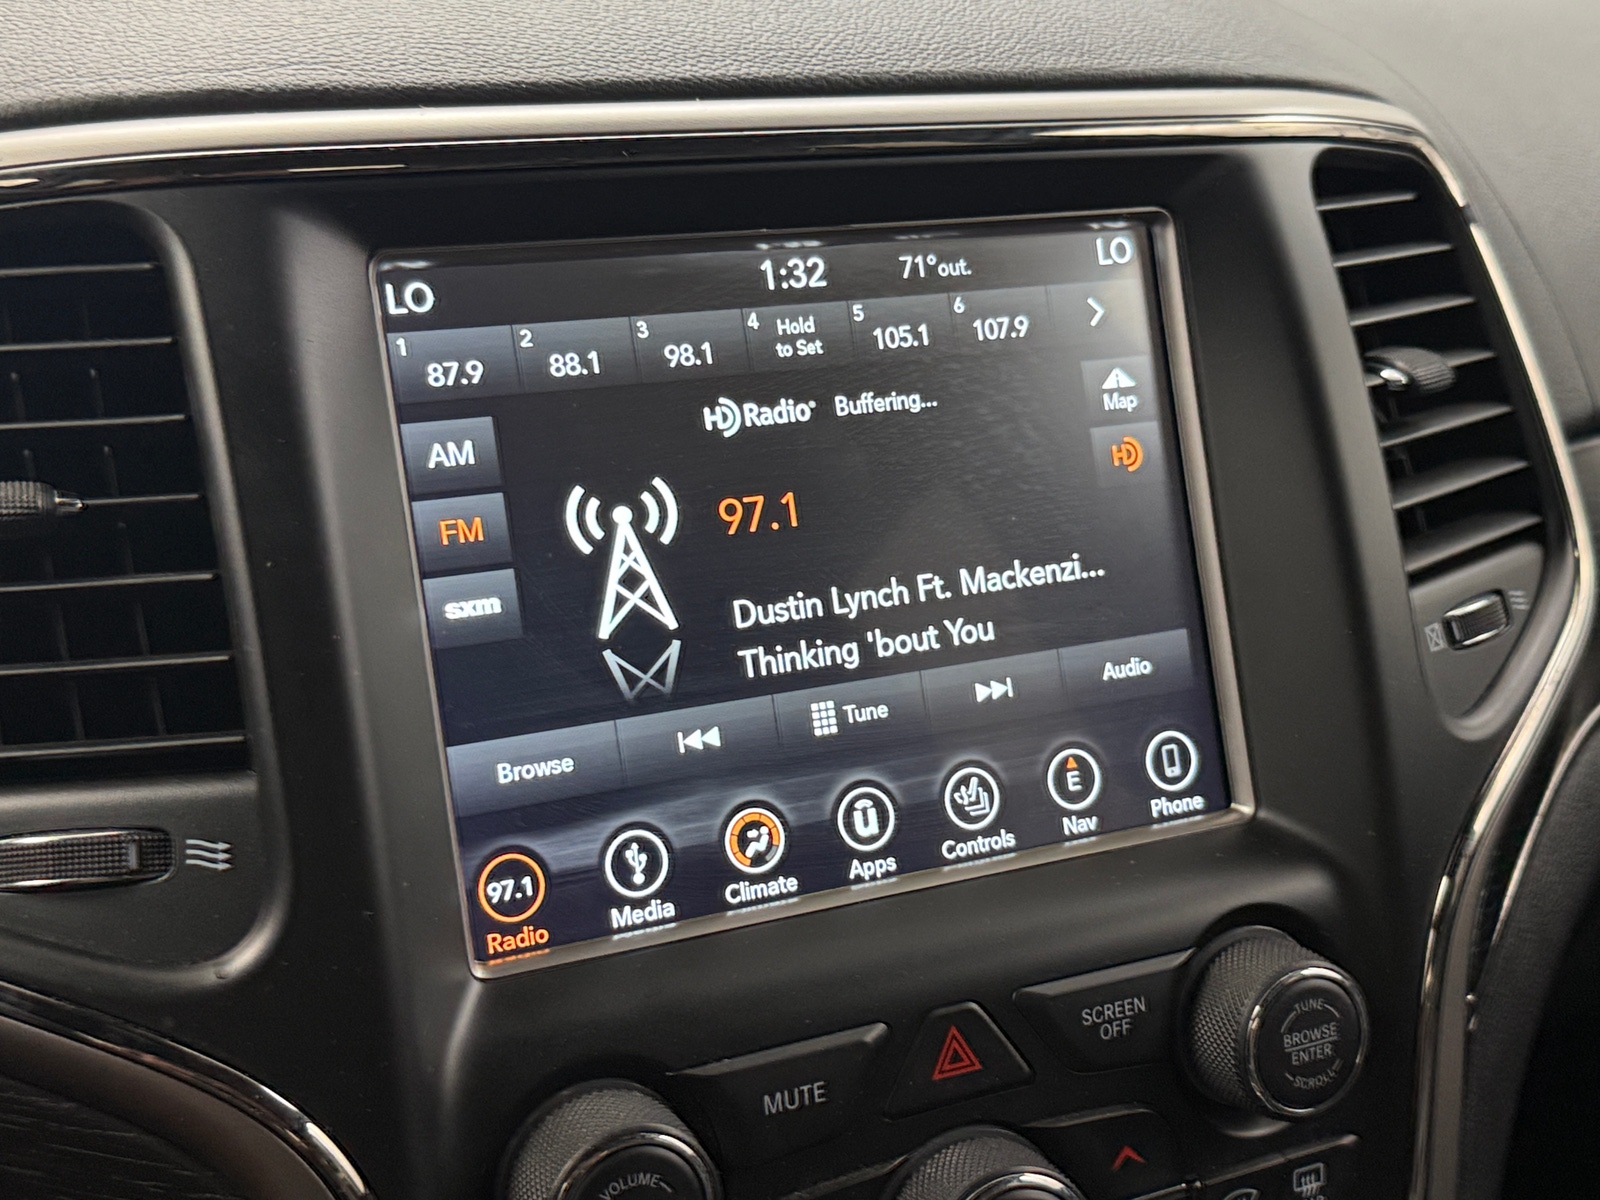 LO
1:32
71° out.
LO
1 87.9
2 88.1
3 98.1
4 Hold to Set
5 105.1
6 107.9
HD Radio Buffering...
Map
AM
HD
FM
97.1
sxm
Dustin Lynch Ft. Mackenzi...
Thinking 'bout You
Browse
Tune
Audio
97.1
Radio
Media
Climate
Apps
Controls
E
Nav
Phone
MUTE
SCREEN
OFF
TUNE
BROWSE
ENTER
SCROLL
VOLUME